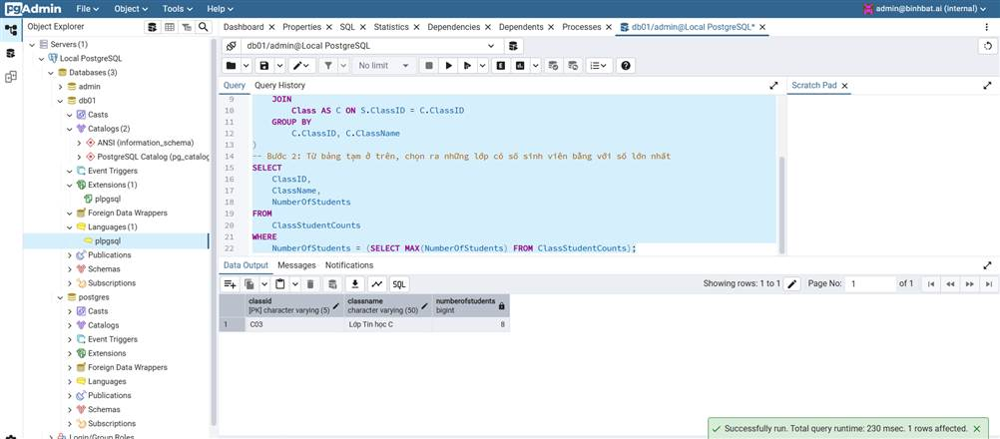 pgAdmin File Object Tools Help admin@binhbat.ai (internal)
Object Explorer
Dashboard Properties SQL Statistics Dependencies Dependents Processes db01/admin@Local PostgreSQL*
Servers (1)
Local PostgreSQL
Databases (3)
admin
db01
Casts
Catalogs (2)
ANSI (information_schema)
PostgreSQL Catalog (pg_catalog
Event Triggers
Extensions (1)
plpgsql
Foreign Data Wrappers
Languages (1)
plpgsql
Publications
Schemas
Subscriptions
postgres
Casts
Catalogs
Event Triggers
Extensions
Foreign Data Wrappers
Languages
Publications
Schemas
Subscriptions
Login/Group Roles
db01/admin@Local PostgreSQL
No limit
E
Query Query History
Scratch Pad
9 JOIN
10 Class AS C ON S.ClassID = C.ClassID
11 GROUP BY
12 C.ClassID, C.ClassName
13 )
14 -- Bước 2: Từ bảng tạm ở trên, chọn ra những lớp có số sinh viên bằng với số lớn nhất
15 SELECT
16 ClassID,
17 ClassName,
18 NumberOfStudents
19 FROM
20 ClassStudentCounts
21 WHERE
22 NumberOfStudents = (SELECT MAX(NumberOfStudents) FROM ClassStudentCounts);
Data Output Messages Notifications
SQL
Showing rows: 1 to 1 Page No: 1 of 1
classid classname numberofstudents
[PK] character varying (5) character varying (50) bigint
1 C03 Lớp Tin học C 8
Successfully run. Total query runtime: 230 msec. 1 rows affected.